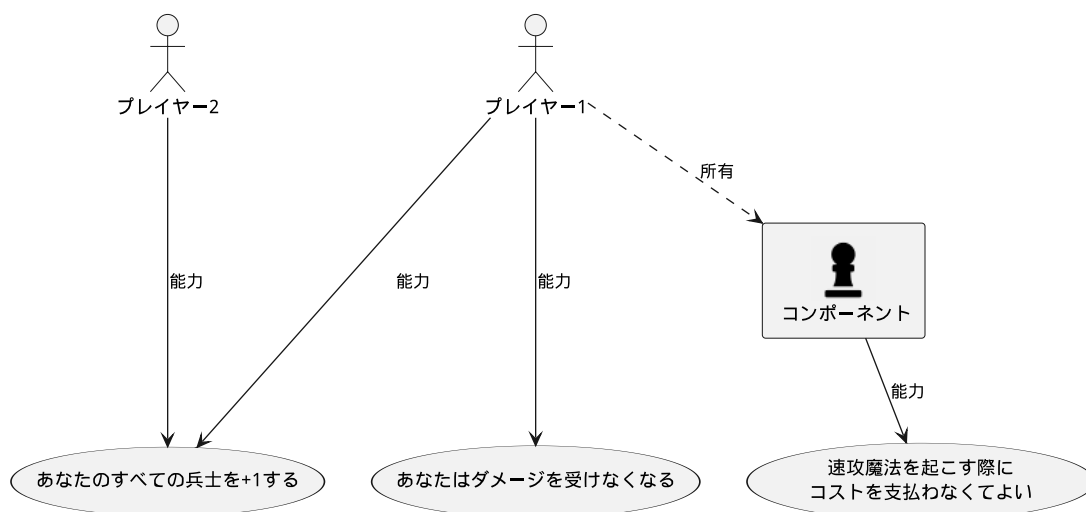 プレイヤー2
プレイヤー1
所有
能力
能力
能力
コンポーネント
能力
あなたのすべての兵士を+1する
あなたはダメージを受けなくなる
速攻魔法を起こす際に
コストを支払わなくてよい